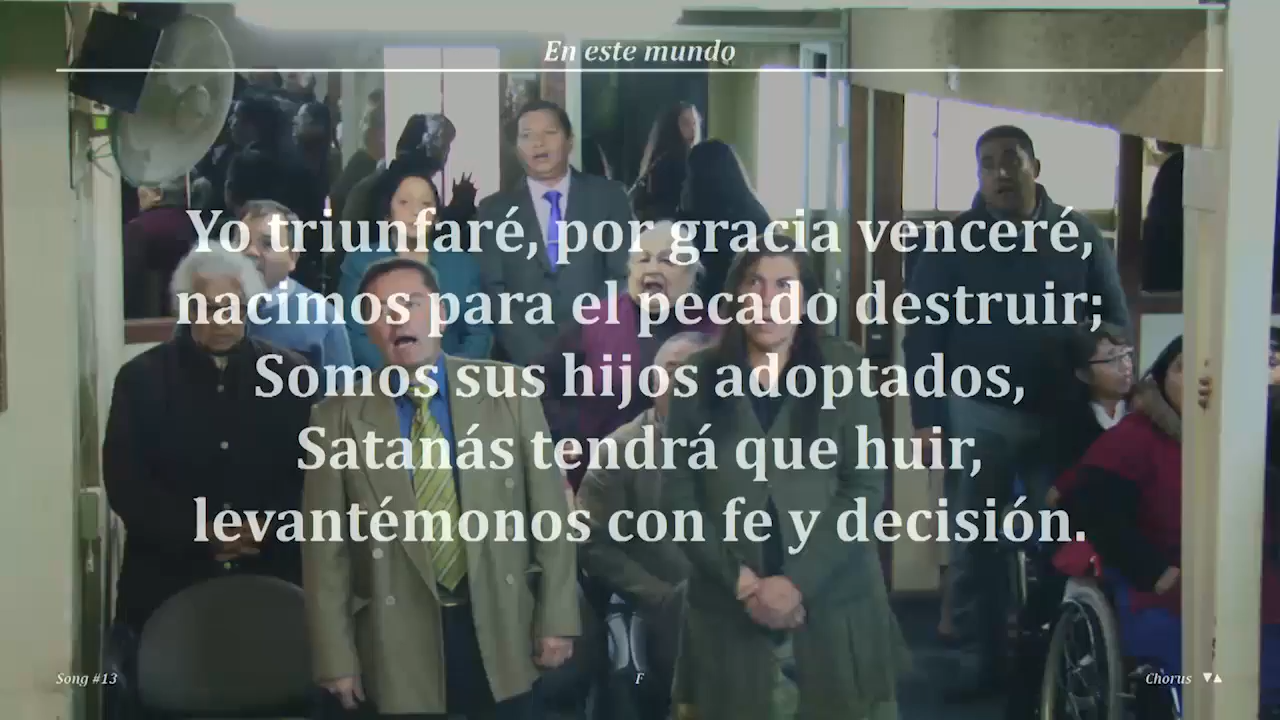 En este mundo
Yo triunfaré, por gracia venceré,
nacimos para el pecado destruir;
Somos sus hijos adoptados,
Satanás tendrá que huir,
levantémonos con fe y decisión.
Song #13 F Chorus ▼▲